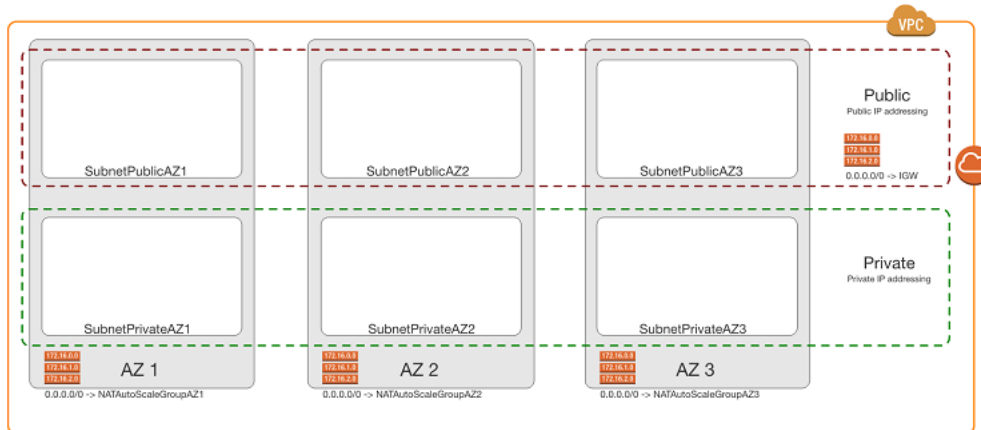 VPC
Public
Public IP addressing
172.16.0.0
172.16.1.0
172.16.2.0
0.0.0.0/0 -> IGW
SubnetPublicAZ1
SubnetPublicAZ2
SubnetPublicAZ3
Private
Private IP addressing
SubnetPrivateAZ1
SubnetPrivateAZ2
SubnetPrivateAZ3
172.16.0.0
172.16.1.0
172.16.2.0
AZ 1
0.0.0.0/0 -> NATAutoScaleGroupAZ1
172.16.0.0
172.16.1.0
172.16.2.0
AZ 2
0.0.0.0/0 -> NATAutoScaleGroupAZ2
172.16.0.0
172.16.1.0
172.16.2.0
AZ 3
0.0.0.0/0 -> NATAutoScaleGroupAZ3